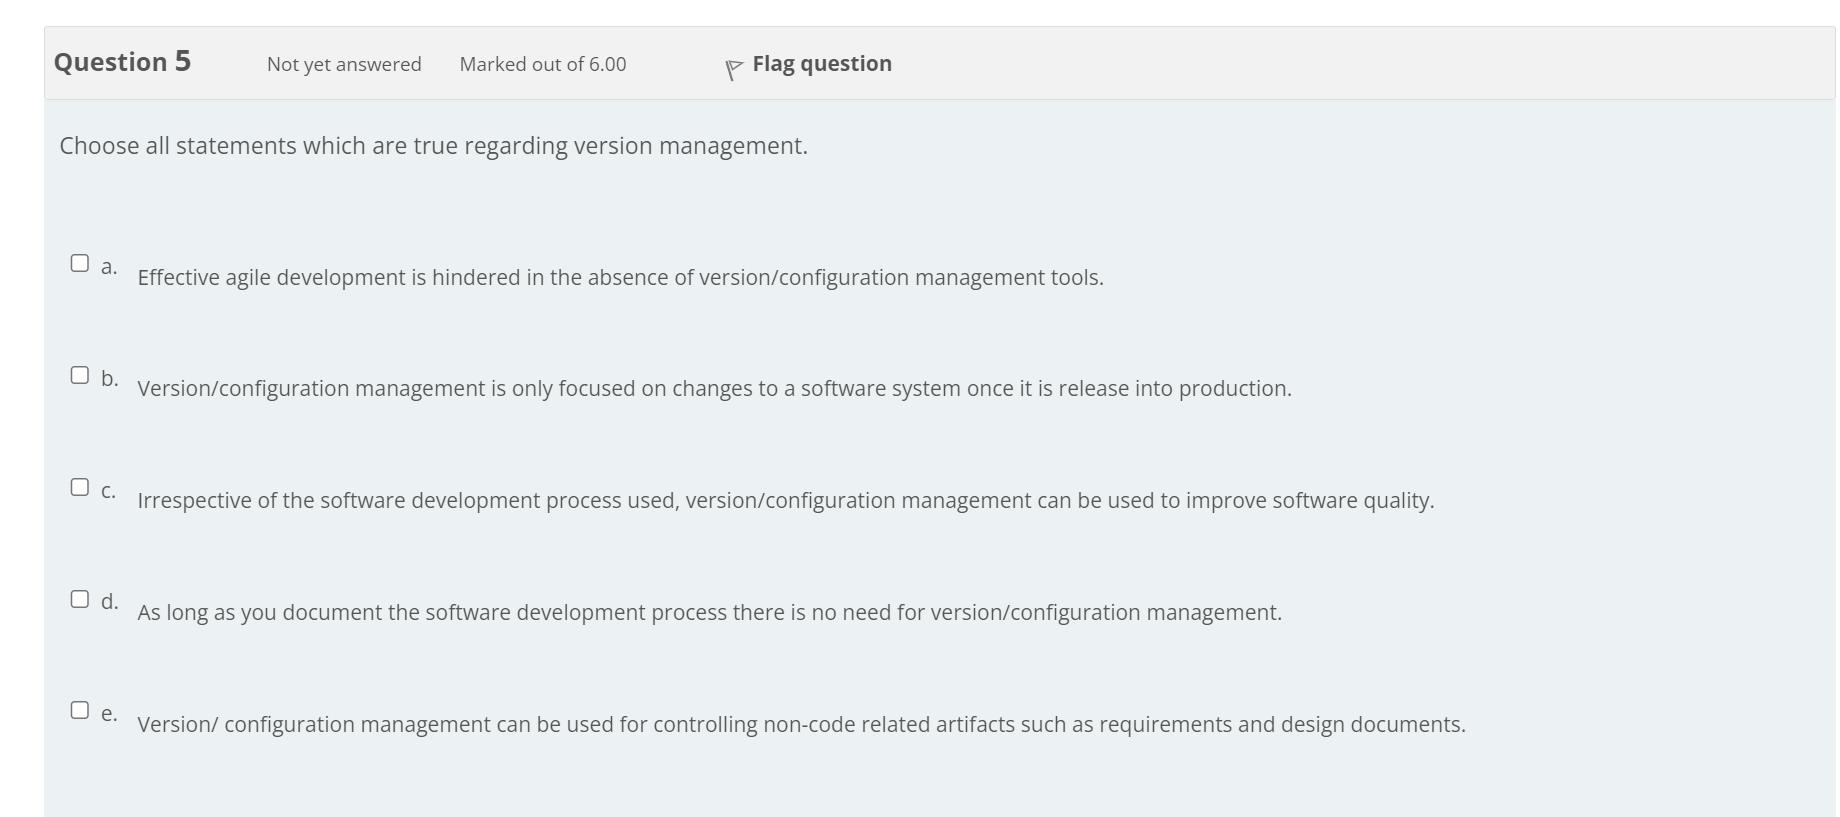 Question 5 Not yet answered Marked out of 6.00 Flag question
Choose all statements which are true regarding version management.
a. Effective agile development is hindered in the absence of version/configuration management tools.
b. Version/configuration management is only focused on changes to a software system once it is release into production.
c. Irrespective of the software development process used, version/configuration management can be used to improve software quality.
d. As long as you document the software development process there is no need for version/configuration management.
e. Version/ configuration management can be used for controlling non-code related artifacts such as requirements and design documents.